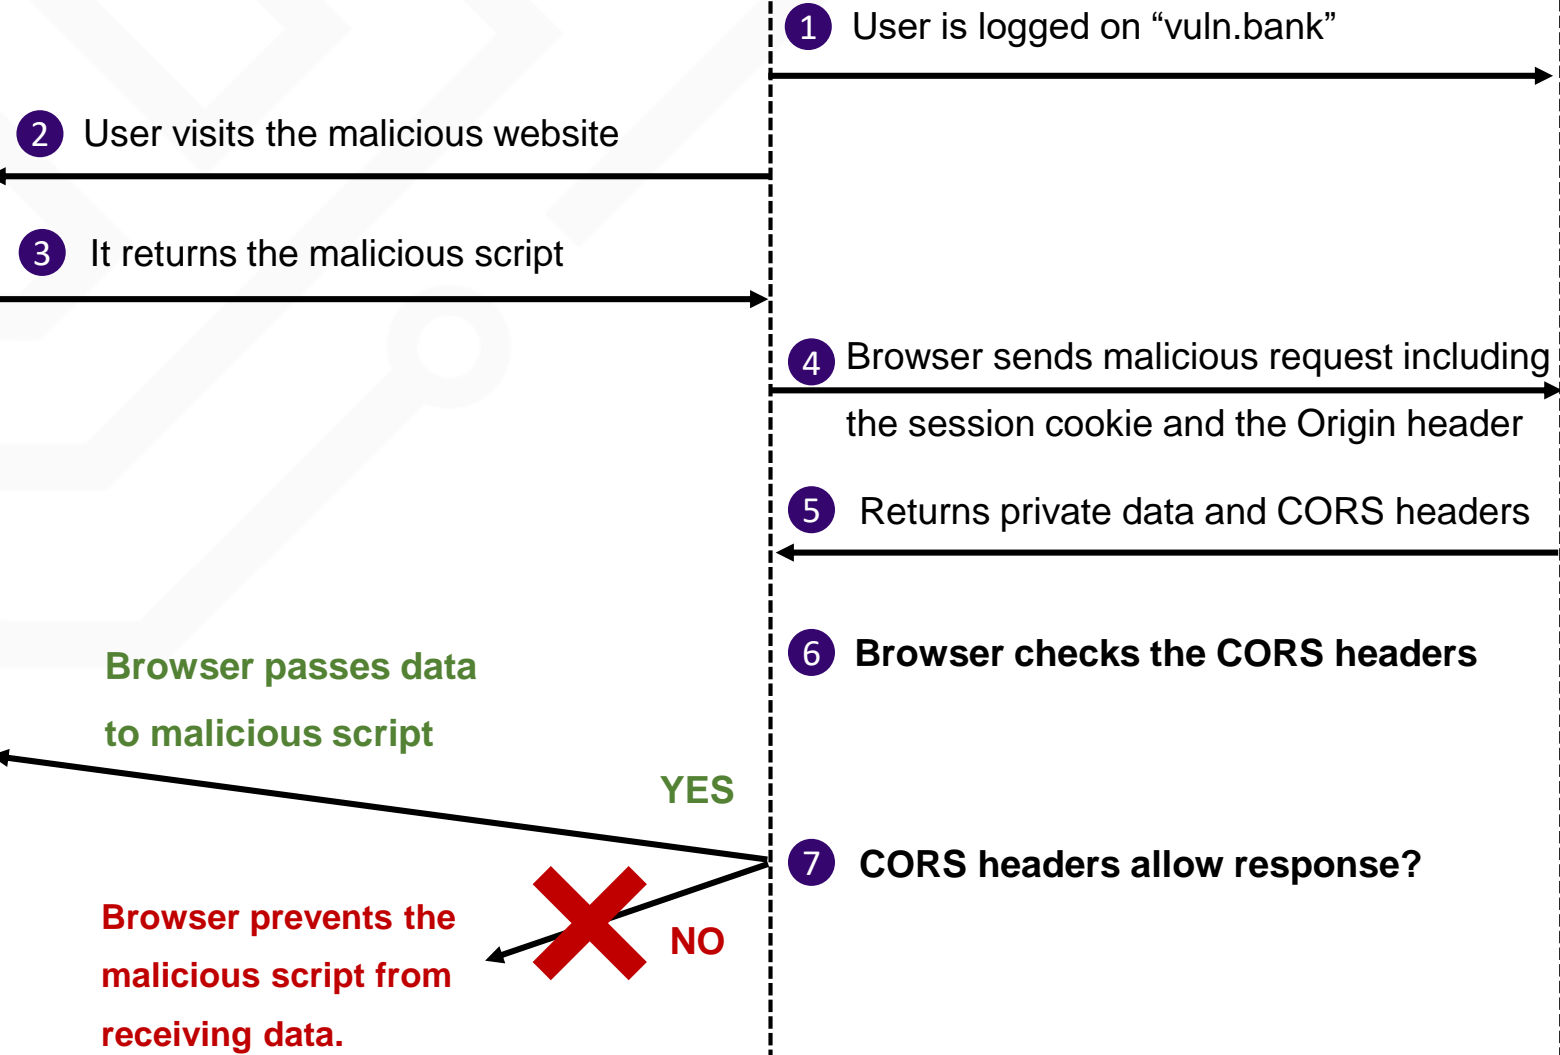 1 User is logged on “vuln.bank”
2 User visits the malicious website
3 It returns the malicious script
4 Browser sends malicious request including
the session cookie and the Origin header
5 Returns private data and CORS headers
6 Browser checks the CORS headers
Browser passes data
to malicious script
YES
7 CORS headers allow response?
NO
Browser prevents the
malicious script from
receiving data.